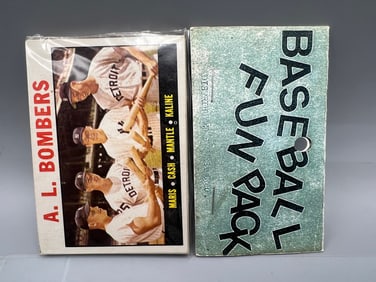 A. L. BOMBERS
MARIS • CASH • MANTLE • KALINE
DETROIT
DETROIT
BASEBALL
FUN PACK